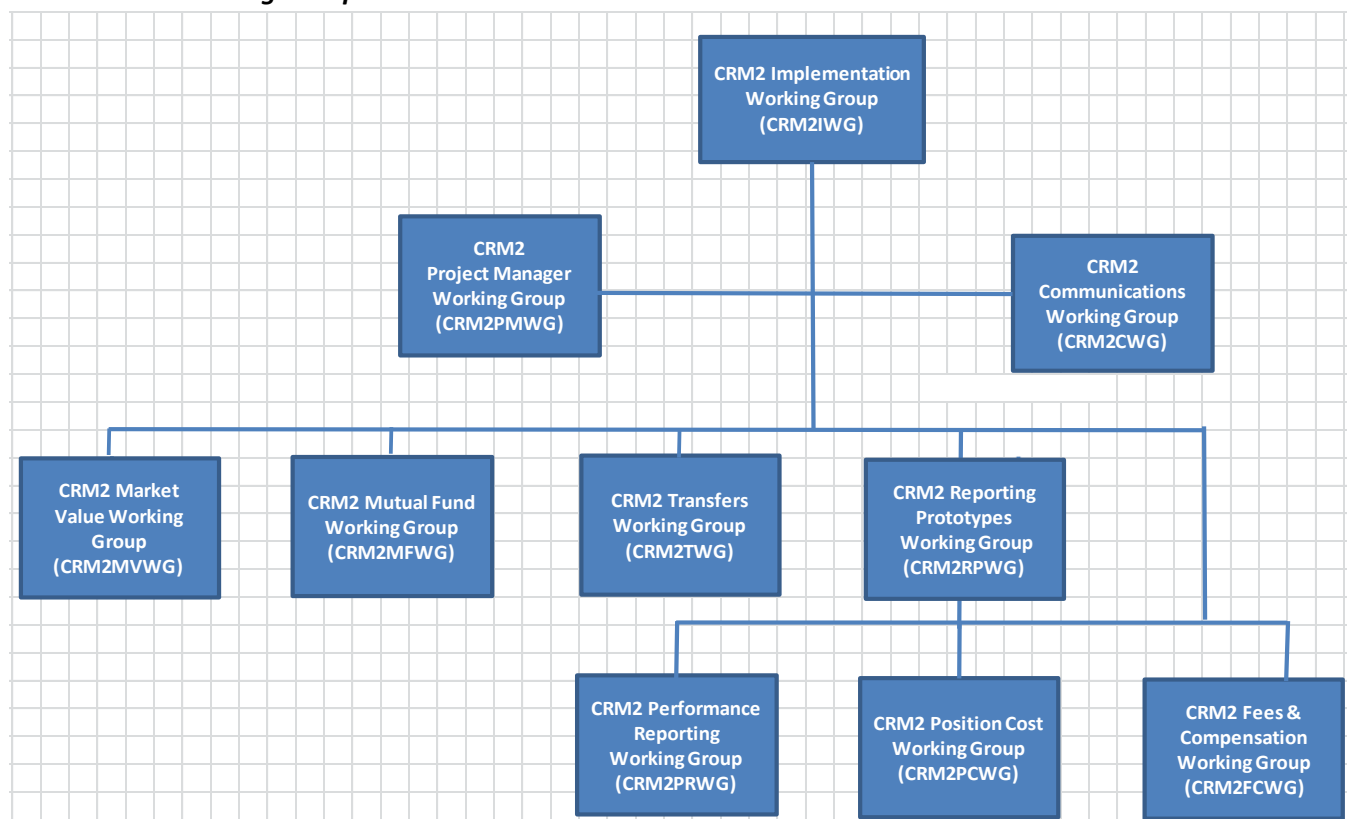 CRM2 Implementation
Working Group
(CRM2IWG)
CRM2
Project Manager
Working Group
(CRM2PMWG)
CRM2
Communications
Working Group
(CRM2CWG)
CRM2 Market
Value Working
Group
(CRM2MVWG)
CRM2 Mutual Fund
Working Group
(CRM2MFWG)
CRM2 Transfers
Working Group
(CRM2TWG)
CRM2 Reporting
Prototypes
Working Group
(CRM2RPWG)
CRM2 Performance
Reporting
Working Group
(CRM2PRWG)
CRM2 Position Cost
Working Group
(CRM2PCWG)
CRM2 Fees &
Compensation
Working Group
(CRM2FCWG)